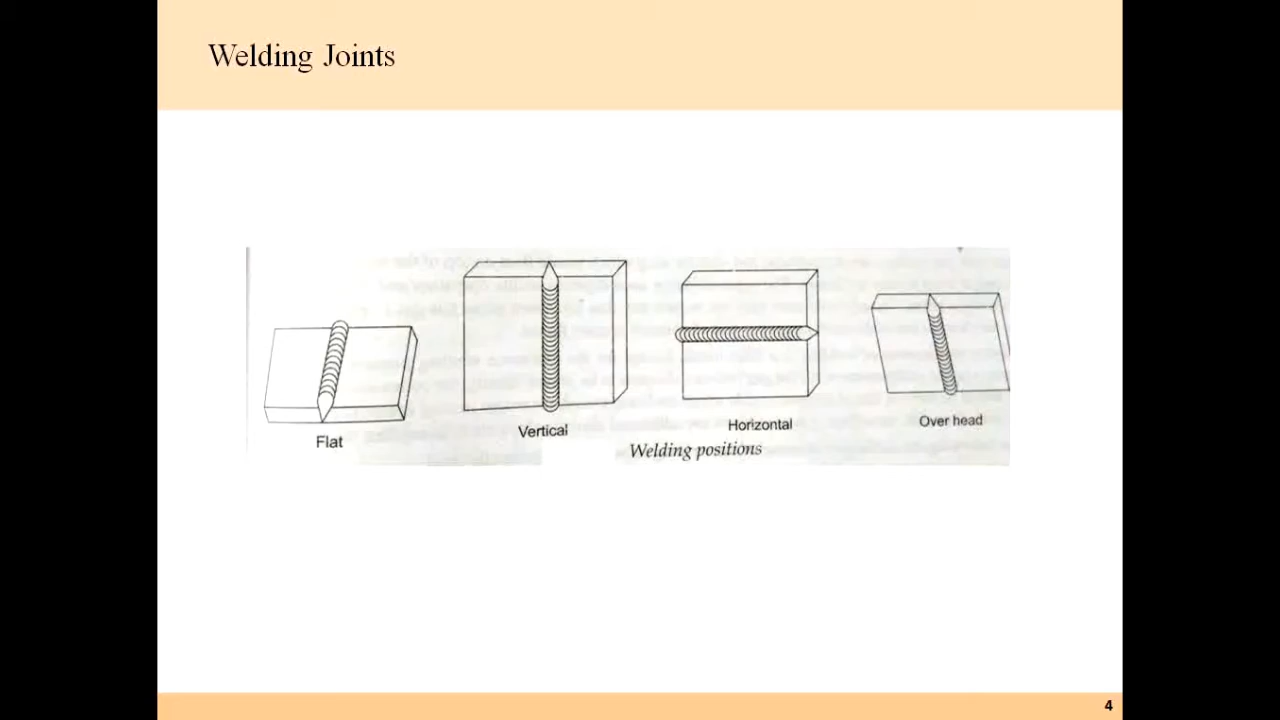 Welding Joints
Flat
Vertical
Horizontal
Over head
Welding positions
4